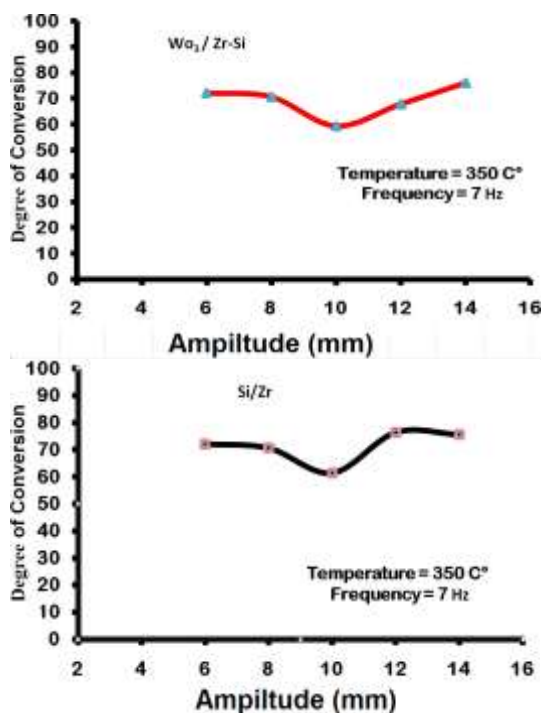 Wo₃ / Zr-Si
Degree of Conversion
100
90
80
70
60
50
40
30
20
10
0
Temperature = 350 C°
Frequency = 7 Hz
2 4 6 8 10 12 14 16
Ampiltude (mm)
Si/Zr
Degree of Conversion
100
90
80
70
60
50
40
30
20
10
0
Temperature = 350 C°
Frequency = 7 Hz
2 4 6 8 10 12 14 16
Ampiltude (mm)